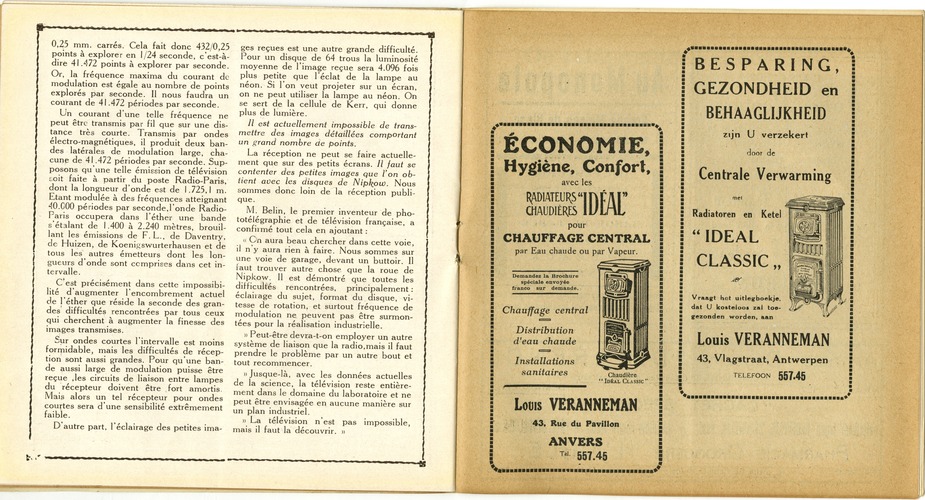 0,25 mm. carrés. Cela fait donc 432/0,25
points à explorer en 1/24 seconde, c'est-à-
dire 41.472 points à explorer par seconde.
Or, la fréquence maxima du courant de
modulation est égale au nombre de points
explorés par seconde. Il nous faudra un
courant de 41.472 périodes par seconde.
Un courant d'une telle fréquence ne
peut être transmis par fil que sur une dis-
tance très courte. Transmis par ondes
électro-magnétiques, il produit deux ban-
des latérales de modulation large, cha-
cune de 41.472 périodes par seconde. Sup-
posons qu'une telle émission de télévision
soit faite à partir du poste Radio-Paris,
dont la longueur d'onde est de 1.725,1 m.
Etant modulée à des fréquences atteignant
40.000 périodes par seconde,l'onde Radio-
Paris occupera dans l'éther une bande
s'étalant de 1.400 à 2.240 mètres, brouil-
lant les émissions de F. L., de Daventry,
de Huizen, de Koenigswurterhausen et de
tous les autres émetteurs dont les lon-
gueurs d'onde sont comprises dans cet in-
tervalle.
C'est précisément dans cette impossibi-
lité d'augmenter l'encombrement actuel
de l'éther que réside la seconde des gran-
des difficultés rencontrées par tous ceux
qui cherchent à augmenter la finesse des
images transmises.
Sur ondes courtes l'intervalle est moins
formidable, mais les difficultés de récep-
tion sont aussi grandes. Pour qu'une ban-
de aussi large de modulation puisse être
reçue ,les circuits de liaison entre lampes
du récepteur doivent être fort amortis.
Mais alors un tel récepteur pour ondes
courtes sera d'une sensibilité extrêmement
faible.
D'autre part, l'éclairage des petites ima-
ges reçues est une autre grande difficulté.
Pour un disque de 64 trous la luminosité
moyenne de l'image reçue sera 4.096 fois
plus petite que l'éclat de la lampe au
néon. Si l'on veut projeter sur un écran,
on ne peut utiliser la lampe au néon. On
se sert de la cellule de Kerr, qui donne
plus de lumière.
Il est actuellement impossible de trans-
mettre des images détaillées comportant
un grand nombre de points.
La réception ne peut se faire actuelle-
ment que sur des petits écrans. Il faut se
contenter des petites images que l'on ob-
tient avec les disques de Nipkow. Nous
sommes donc loin de la réception publi-
que.
M. Belin, le premier inventeur de pho-
totélégraphie et de télévision française, a
confirmé tout cela en ajoutant :
« On aura beau chercher dans cette voie,
il n'y aura rien à faire. Nous sommes sur
une voie de garage, devant un buttoir. Il
faut trouver autre chose que la roue de
Nipkow. Il est démontré que toutes les
difficultés rencontrées, principalement :
éclairage du sujet, format du disque, vi-
tesse de rotation, et surtout fréquence de
modulation ne peuvent pas être surmon-
tées pour la réalisation industrielle.
» Peut-être devra-t-on employer un autre
système de liaison que la radio,mais il faut
prendre le problème par un autre bout et
tout recommencer.
» Jusque-là, avec les données actuelles
de la science, la télévision reste entière-
ment dans le domaine du laboratoire et ne
peut être envisagée en aucune manière sur
un plan industriel.
» La télévision n'est pas impossible,
mais il faut la découvrir. »
ÉCONOMIE,
Hygiène, Confort,
avec les
RADIATEURS "IDÉAL"
CHAUDIÈRES
pour
CHAUFFAGE CENTRAL
par Eau chaude ou par Vapeur.
Demandez la Brochure
spéciale envoyée
franco sur demande.
Chauffage central
Distribution
d'eau chaude
Installations
sanitaires
Chaudière
"IDÉAL CLASSIC"
Louis VERANNEMAN
43, Rue du Pavillon
ANVERS
Tél. 557.45
BESPARING,
GEZONDHEID en
BEHAAGLIJKHEID
zijn U verzekert
door de
Centrale Verwarming
met
Radiatoren en Ketel
"IDEAL
CLASSIC„
Vraagt het uitlegboekje,
dat U kosteloos zal toe-
gezonden worden, aan
Louis VERANNEMAN
43, Vlagstraat, Antwerpen
TELEFOON 557.45